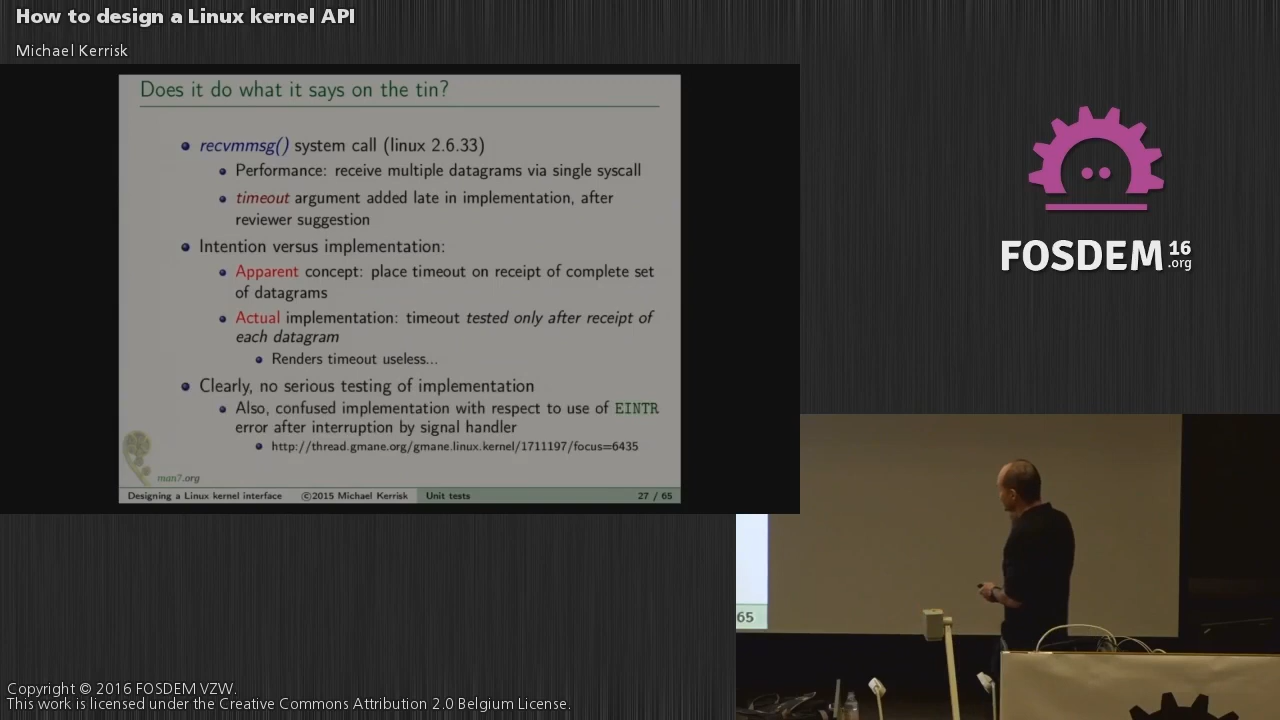 How to design a Linux kernel API
Michael Kerrisk
Does it do what it says on the tin?
recvmmsg() system call (linux 2.6.33)
Performance: receive multiple datagrams via single syscall
timeout argument added late in implementation, after
reviewer suggestion
Intention versus implementation:
Apparent concept: place timeout on receipt of complete set
of datagrams
Actual implementation: timeout tested only after receipt of
each datagram
Renders timeout useless...
Clearly, no serious testing of implementation
Also, confused implementation with respect to use of EINTR
error after interruption by signal handler
http://thread.gmane.org/gmane.linux.kernel/1711197/focus=6435
man7.org
Designing a Linux kernel interface ©2015 Michael Kerrisk Unit tests 27 / 65
FOSDEM 16 .org
65
Copyright © 2016 FOSDEM VZW.
This work is licensed under the Creative Commons Attribution 2.0 Belgium License.